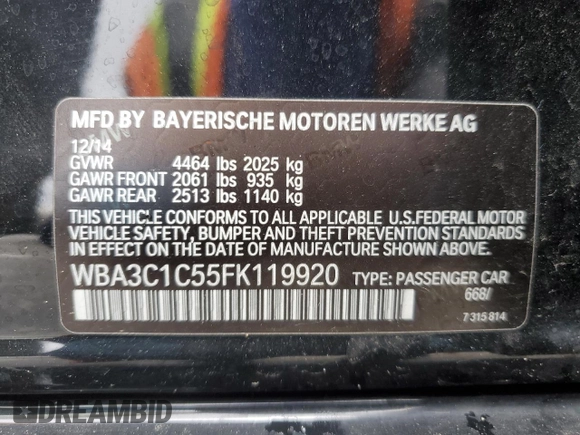 MFD BY BAYERISCHE MOTOREN WERKE AG
12/14
GVWR 4464 lbs 2025 kg
GAWR FRONT 2061 lbs 935 kg
GAWR REAR 2513 lbs 1140 kg
THIS VEHICLE CONFORMS TO ALL APPLICABLE U.S.FEDERAL MOTOR
VEHICLE SAFETY, BUMPER AND THEFT PREVENTION STANDARDS
IN EFFECT ON THE DATE OF MANUFACTURE SHOWN ABOVE.
WBA3C1C55FK119920 TYPE: PASSENGER CAR
668/
7 315 814
DREAMBID